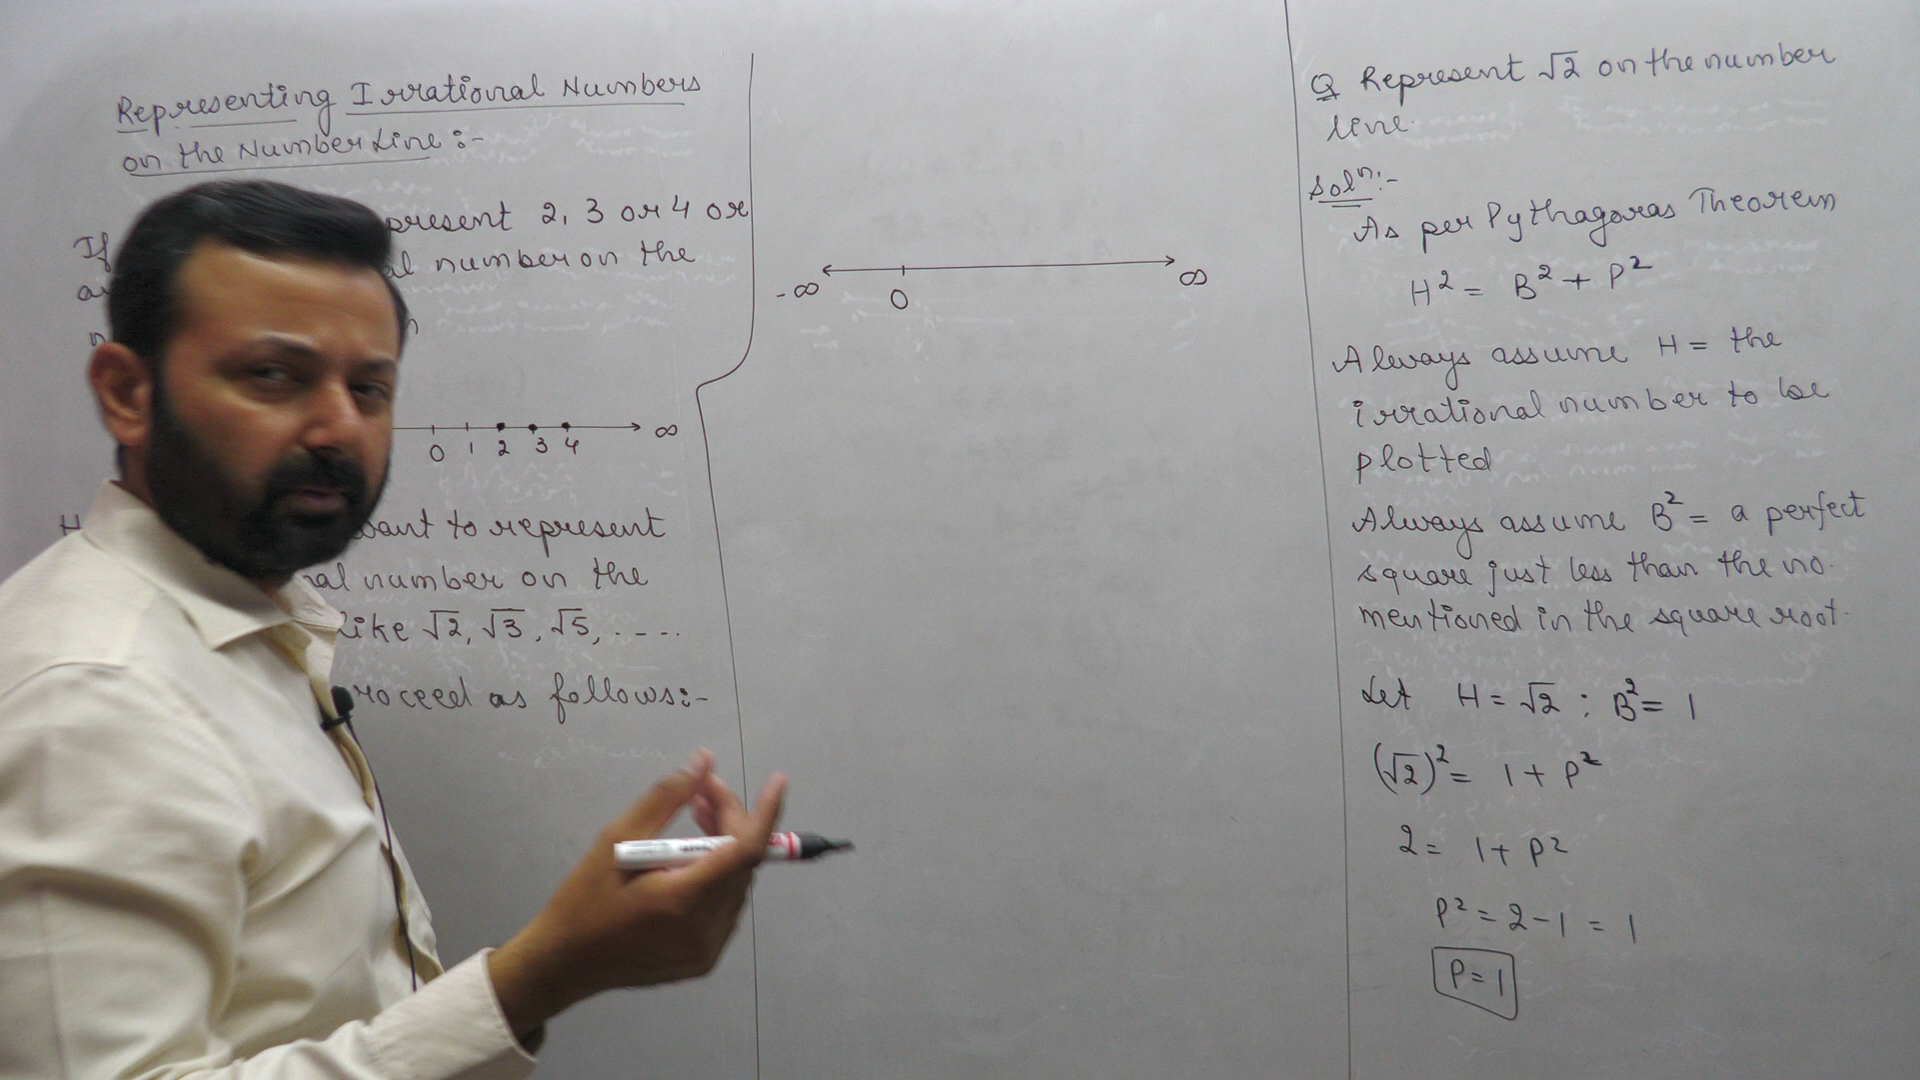 Representing Irrational Numbers
on the Number Line :-
If present 2, 3 or 4 or
al number on the
-∞ 0 ∞
0 1 2 3 4 ∞
want to represent
nal number on the
like √2, √3, √5, .....
proceed as follows:-
Q Represent √2 on the number
line.
Solⁿ:-
As per Pythagoras Theorem
H² = B² + P²
Always assume H = the
irrational number to be
plotted
Always assume B² = a perfect
square just less than the no.
mentioned in the square root.
Let H = √2 ; B² = 1
(√2)² = 1 + P²
2 = 1 + P²
P² = 2 - 1 = 1
P = 1